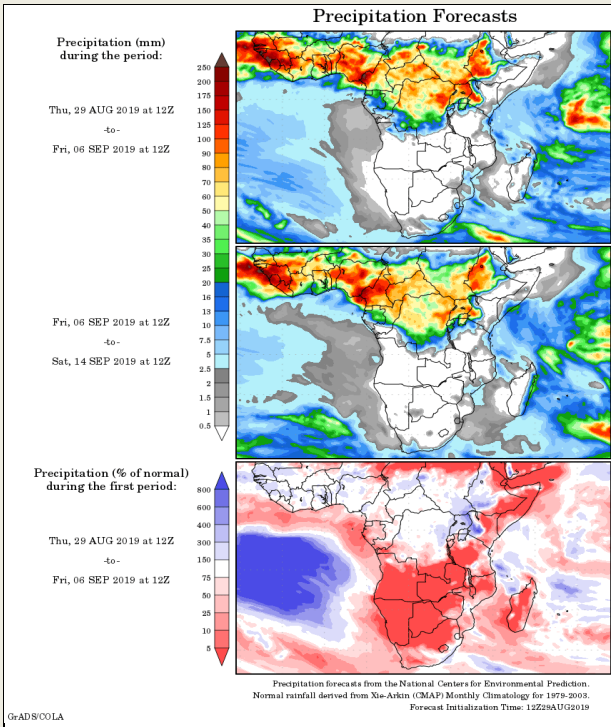 Precipitation Forecasts
Precipitation (mm)
during the period:
Thu, 29 AUG 2019 at 12Z
-to-
Fri, 06 SEP 2019 at 12Z
250
200
175
150
125
100
90
80
70
60
50
40
35
30
25
20
16
13
10
7.5
5
2.5
2
1.5
1
0.5
Fri, 06 SEP 2019 at 12Z
-to-
Sat, 14 SEP 2019 at 12Z
Precipitation (% of normal)
during the first period:
Thu, 29 AUG 2019 at 12Z
-to-
Fri, 06 SEP 2019 at 12Z
800
600
400
300
150
75
50
25
10
5
Precipitation forecasts from the National Centers for Environmental Prediction.
Normal rainfall derived from Xie-Arkin (CMAP) Monthly Climatology for 1979-2003.
Forecast Initialization Time: 12Z29AUG2019
GrADS/COLA